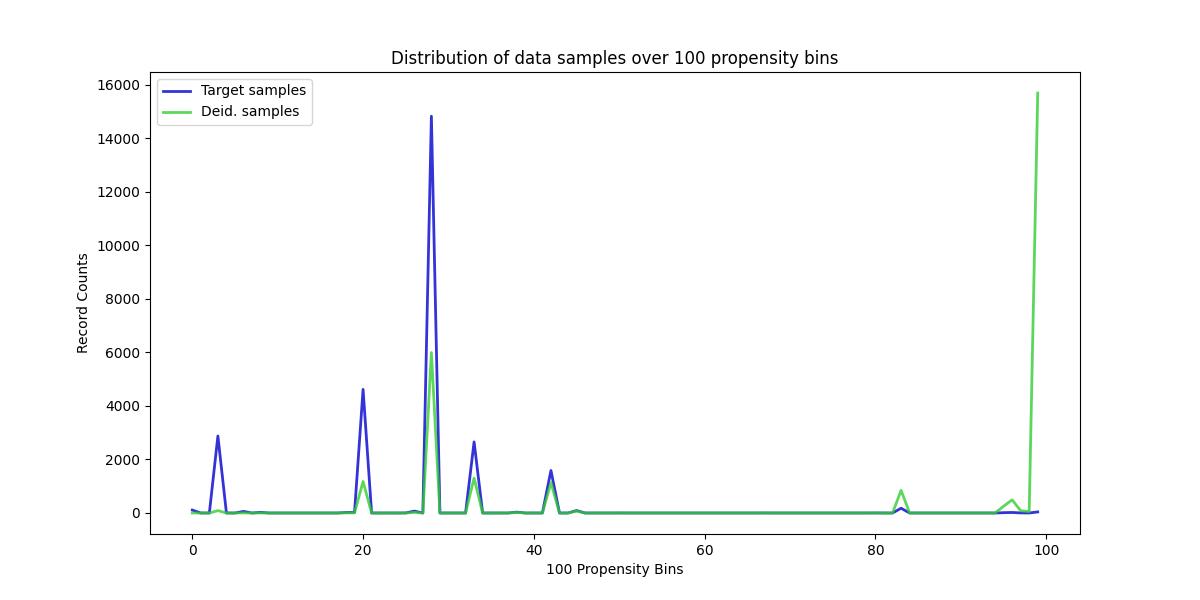 Distribution of data samples over 100 propensity bins
Target samples
Deid. samples
16000
14000
12000
10000
8000
6000
4000
2000
0
Record Counts
0 20 40 60 80 100
100 Propensity Bins